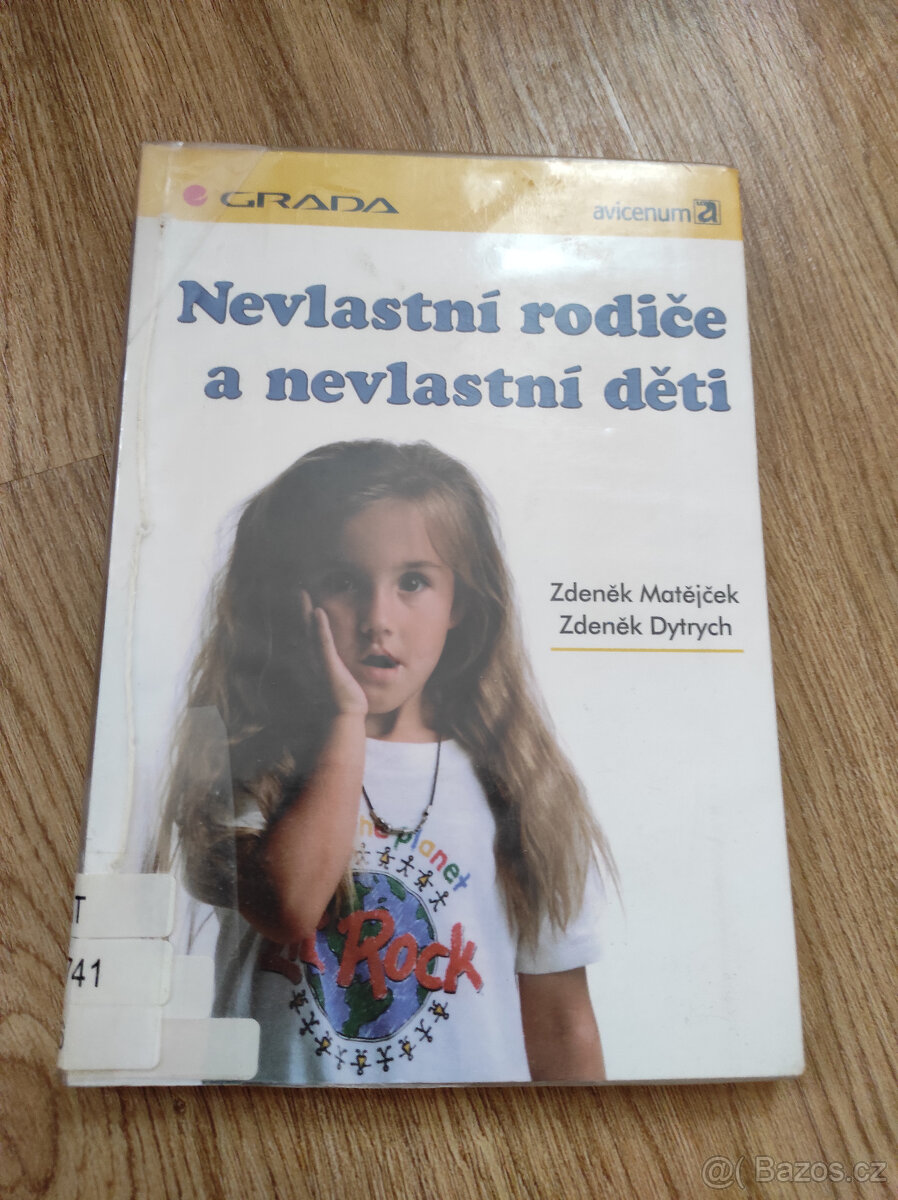 GRADA
avicenum
Nevlastní rodiče
a nevlastní děti
Zdeněk Matějček
Zdeněk Dytrych
planet
Rock
T
741
@( Bazos.cz